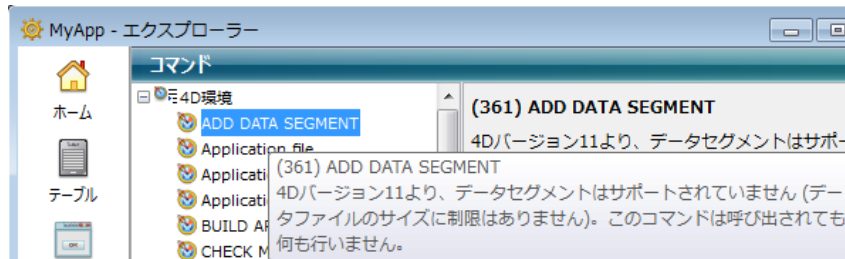 MyApp - エクスプローラー
コマンド
ホーム
テーブル
OK
4D環境
ADD DATA SEGMENT
Application file
Applicati
Applicati
BUILD AP
CHECK M
(361) ADD DATA SEGMENT
4Dバージョン11より、データセグメントはサポー
(361) ADD DATA SEGMENT
4Dバージョン11より、データセグメントはサポートされていません (デー
タファイルのサイズに制限はありません)。このコマンドは呼び出されても
何も行いません。